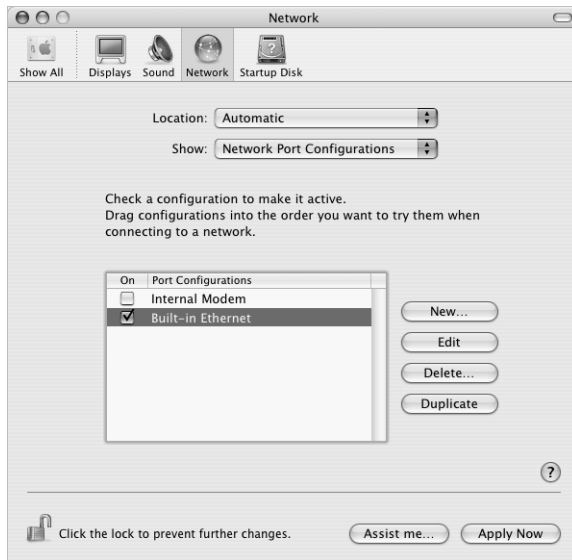 Network
Show All Displays Sound Network Startup Disk
Location: Automatic
Show: Network Port Configurations
Check a configuration to make it active.
Drag configurations into the order you want to try them when
connecting to a network.
On Port Configurations
Internal Modem
Built-in Ethernet
New...
Edit
Delete...
Duplicate
?
Click the lock to prevent further changes.
Assist me...
Apply Now